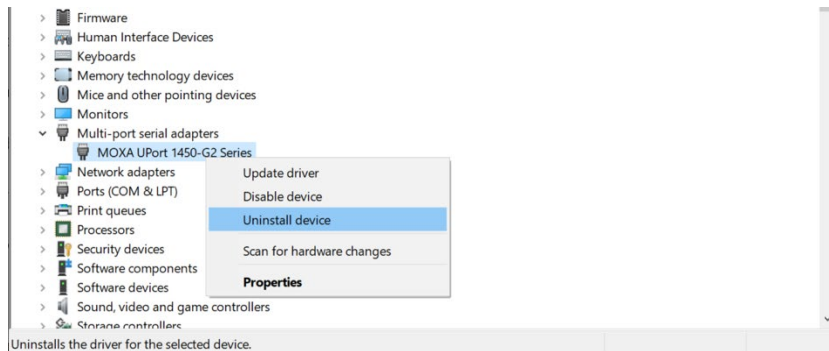 Firmware
Human Interface Devices
Keyboards
Memory technology devices
Mice and other pointing devices
Monitors
Multi-port serial adapters
MOXA UPort 1450-G2 Series
Network adapters
Ports (COM & LPT)
Print queues
Processors
Security devices
Software components
Software devices
Sound, video and game controllers
Storage controllers
Update driver
Disable device
Uninstall device
Scan for hardware changes
Properties
Uninstalls the driver for the selected device.